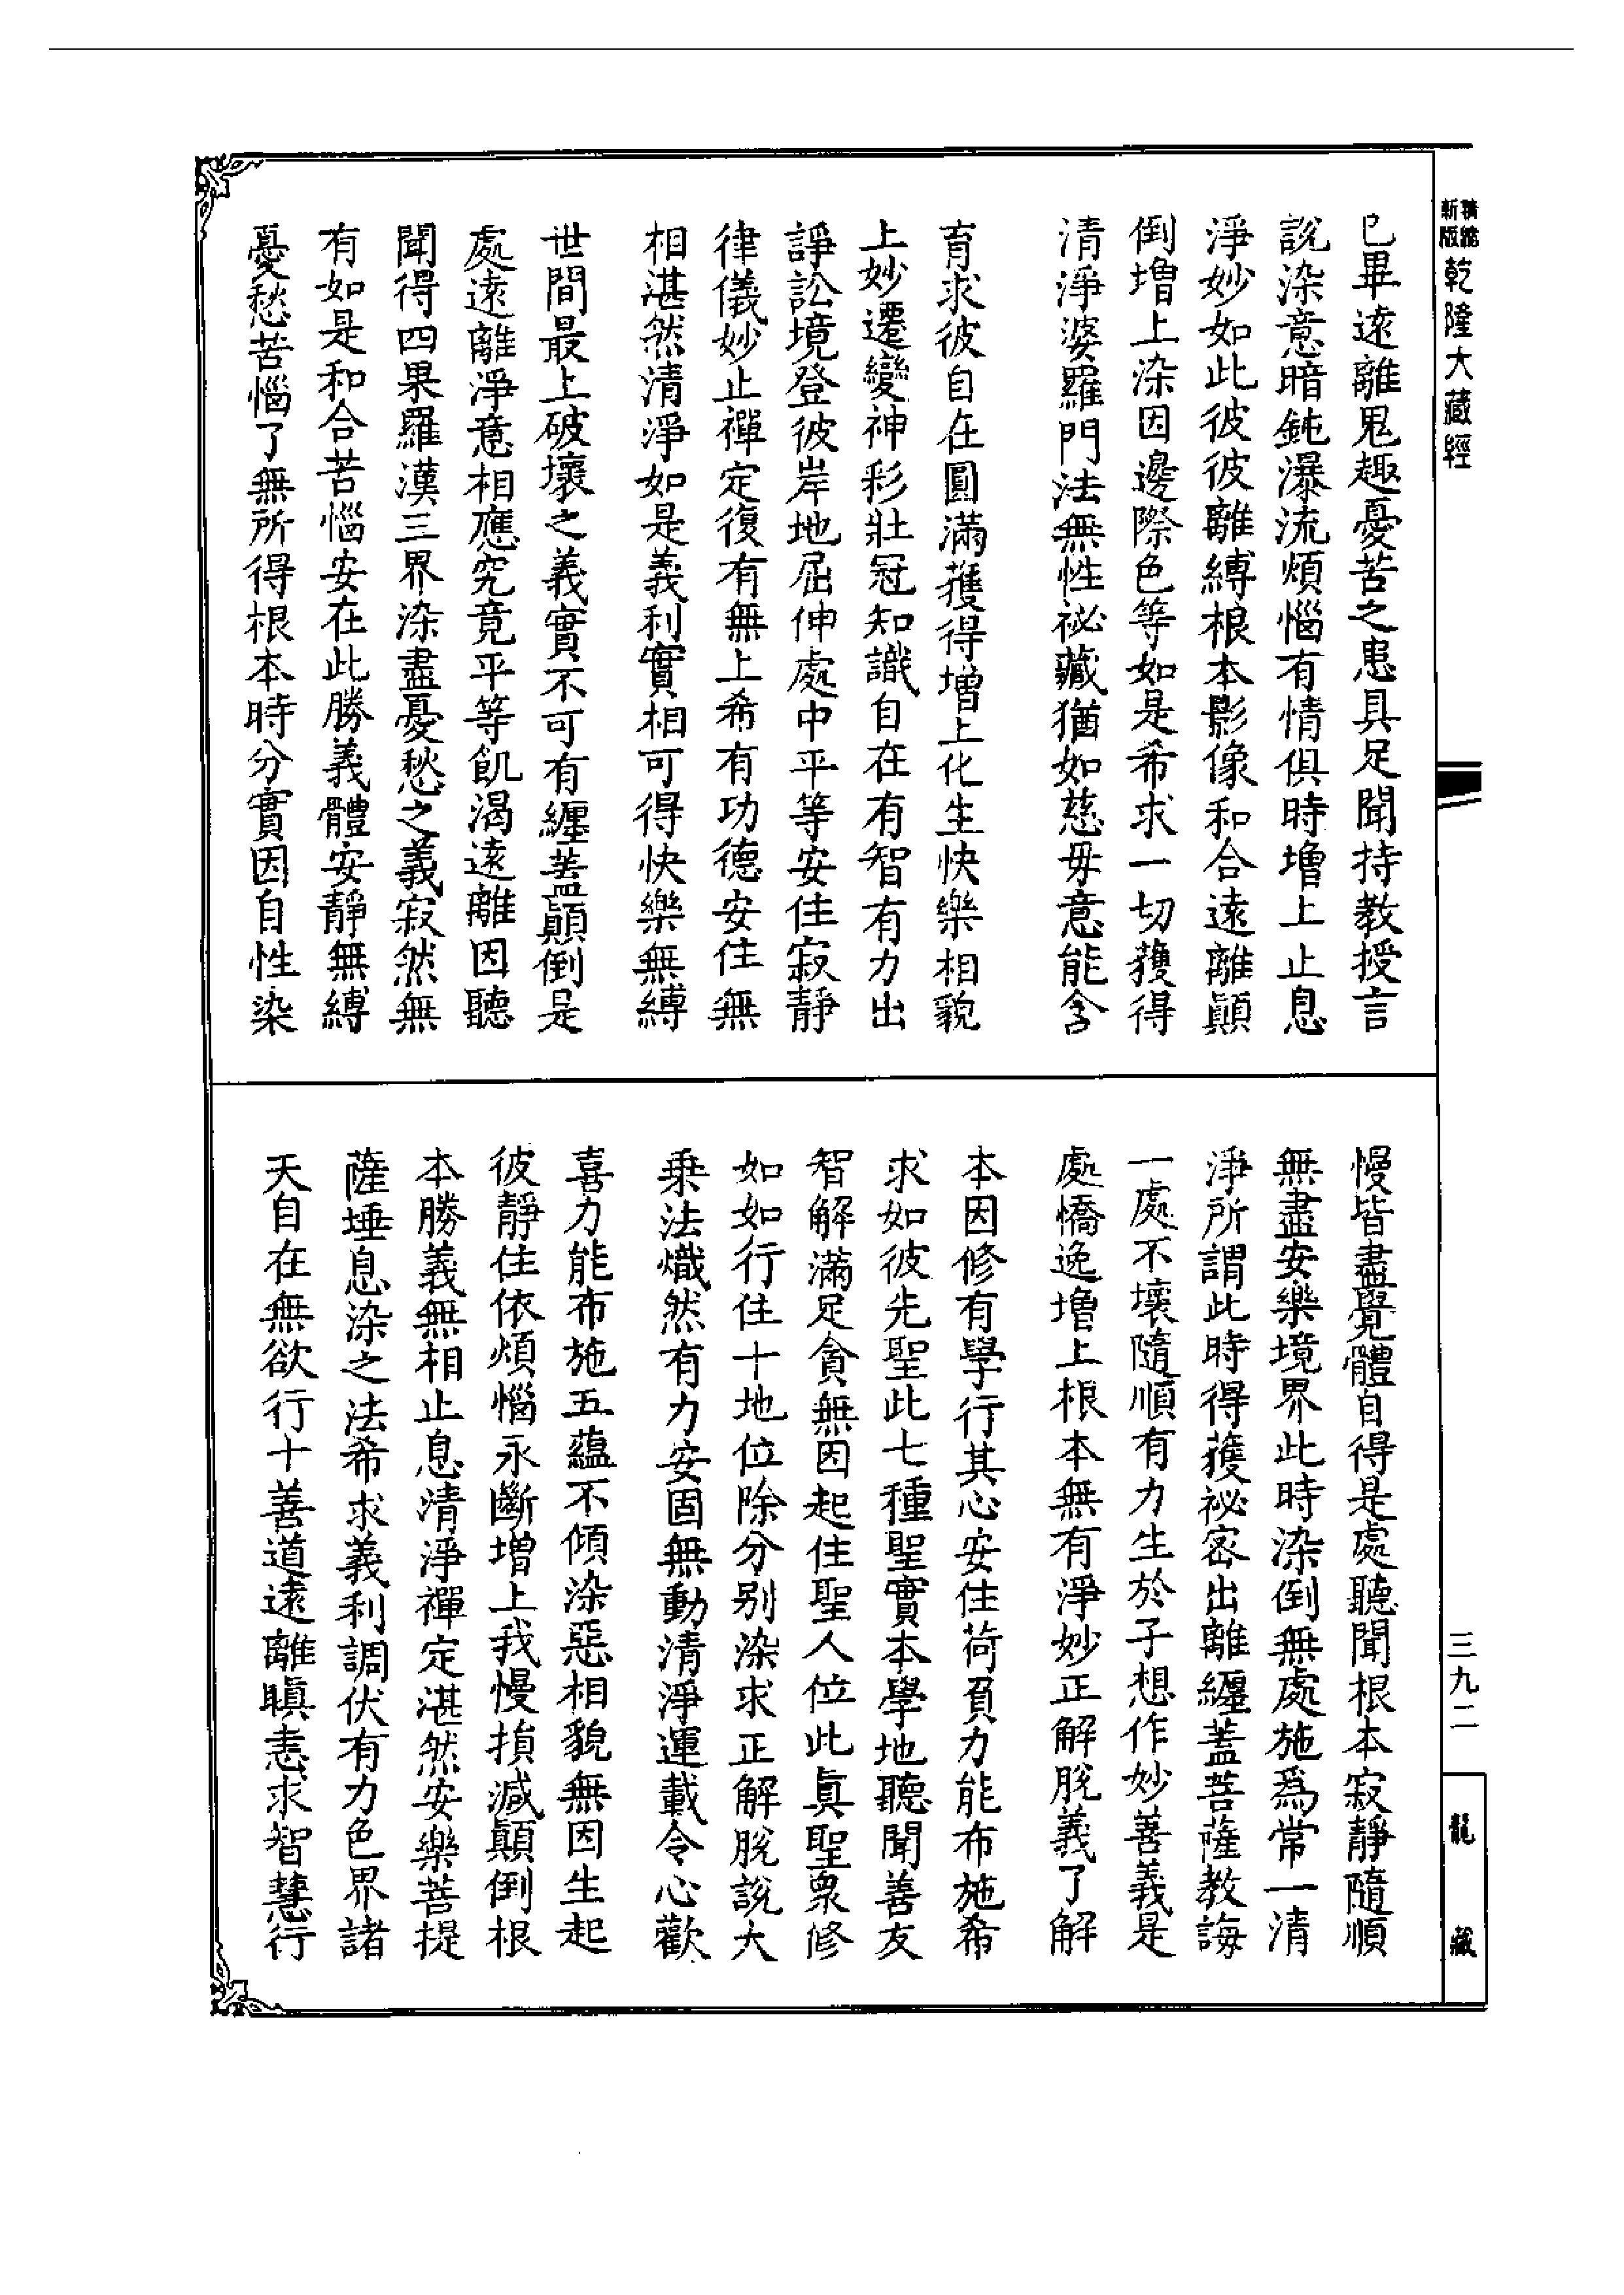 精縮新版乾隆大藏經
已畢遠離鬼趣憂苦之患具足聞持教授言
說染意暗鈍瀑流煩惱有情俱時增上止息
淨妙如此彼彼離縛根本影像和合遠離顛
倒增上染因邊際色等如是希求一切獲得
清淨婆羅門法無性祕藏猶如慈母意能含
育求彼自在圓滿獲得增上化生快樂相貌
上妙遷變神彩壯冠知識自在有智有力出
諍訟境登彼岸地屈伸處中平等安住寂靜
律儀妙止禪定復有無上希有功德安住無
相湛然清淨如是義利實相可得快樂無縛
世間最上破壞之義實不可有纏蓋顛倒是
處遠離淨意相應究竟平等飢渴遠離因聽
聞得四果羅漢三界染盡憂愁之義寂然無
有如是和合苦惱安在此勝義體安靜無縛
憂愁苦惱了無所得根本時分實因自性染
慢皆盡覺體自得是處聽聞根本寂靜隨順
無盡安樂境界此時染倒無處施為常一清
淨所謂此時得獲祕密出離纏蓋菩薩教誨
一處不壞隨順有力生於子想作妙善義是
處憍逸增上根本無有淨妙正解脫義了解
本因修有學行其心安住荷負力能布施希
求如彼先聖此七種聖實本學地聽聞善友
智解滿足貪無因起住聖人位此真聖衆修
如如行住十地位除分別染求正解脫說大
乘法熾然有力安固無動清淨運載令心歡
喜力能布施五蘊不傾染惡相貌無因生起
彼靜住依煩惱永斷增上我慢損減顛倒根
本勝義無相止息清淨禪定湛然安樂菩提
薩埵息染之法希求義利調伏有力色界諸
天自在無欲行十善道遠離瞋恚求智慧行
三九二
龍藏